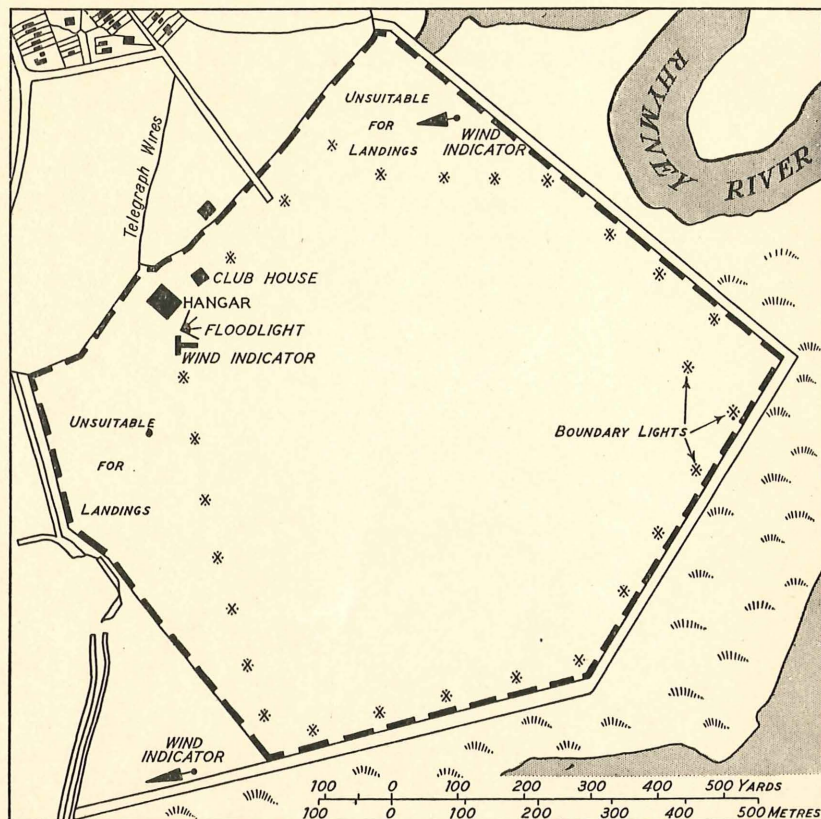 UNSUITABLE
FOR
LANDINGS
WIND
INDICATOR
RHYMNEY
RIVER
Telegraph Wires
CLUB HOUSE
HANGAR
FLOODLIGHT
WIND INDICATOR
UNSUITABLE
FOR
LANDINGS
BOUNDARY LIGHTS
WIND
INDICATOR
100 0 100 200 300 400 500 YARDS
100 0 100 200 300 400 500 METRES